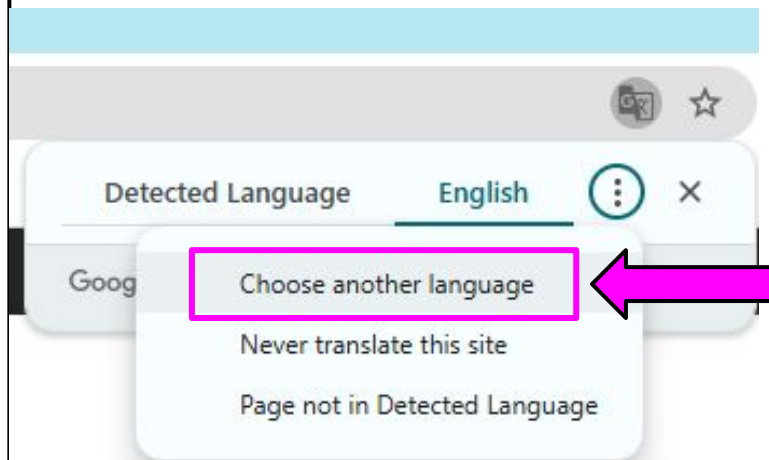 Detected Language English
Goog
Choose another language
Never translate this site
Page not in Detected Language